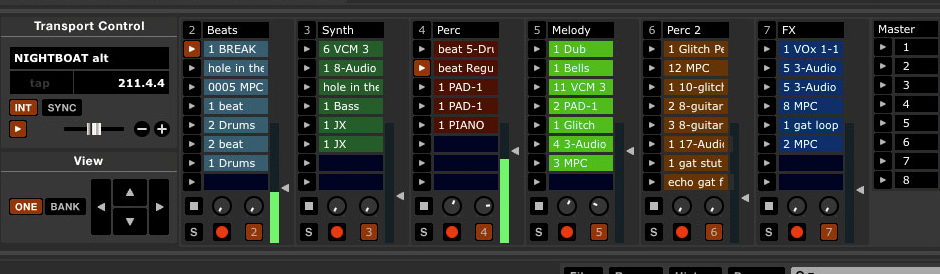 Transport Control
NIGHTBOAT alt
tap 211.4.4
INT SYNC
View
ONE BANK
2 Beats
1 BREAK
hole in the
0005 MPC
1 beat
2 Drums
2 beat
1 Drums
S 2
3 Synth
6 VCM 3
1 8-Audio
hole in the
1 Bass
1 JX
1 JX
S 3
4 Perc
beat 5-Dru
beat Regu
1 PAD-1
1 PAD-1
1 PIANO
S 4
5 Melody
1 Dub
1 Bells
11 VCM 3
2 PAD-1
1 Glitch
4 3-Audio
3 MPC
S 5
6 Perc 2
1 Glitch Pe
12 MPC
1 10-glitch
2 8-guitar
3 8-guitar
1 17-Audi
1 gat stut
echo gat f
S 6
7 FX
1 VOx 1-1
5 3-Audio
5 3-Audio
8 MPC
1 gat loop
2 MPC
S 7
Master
1
2
3
4
5
6
7
8